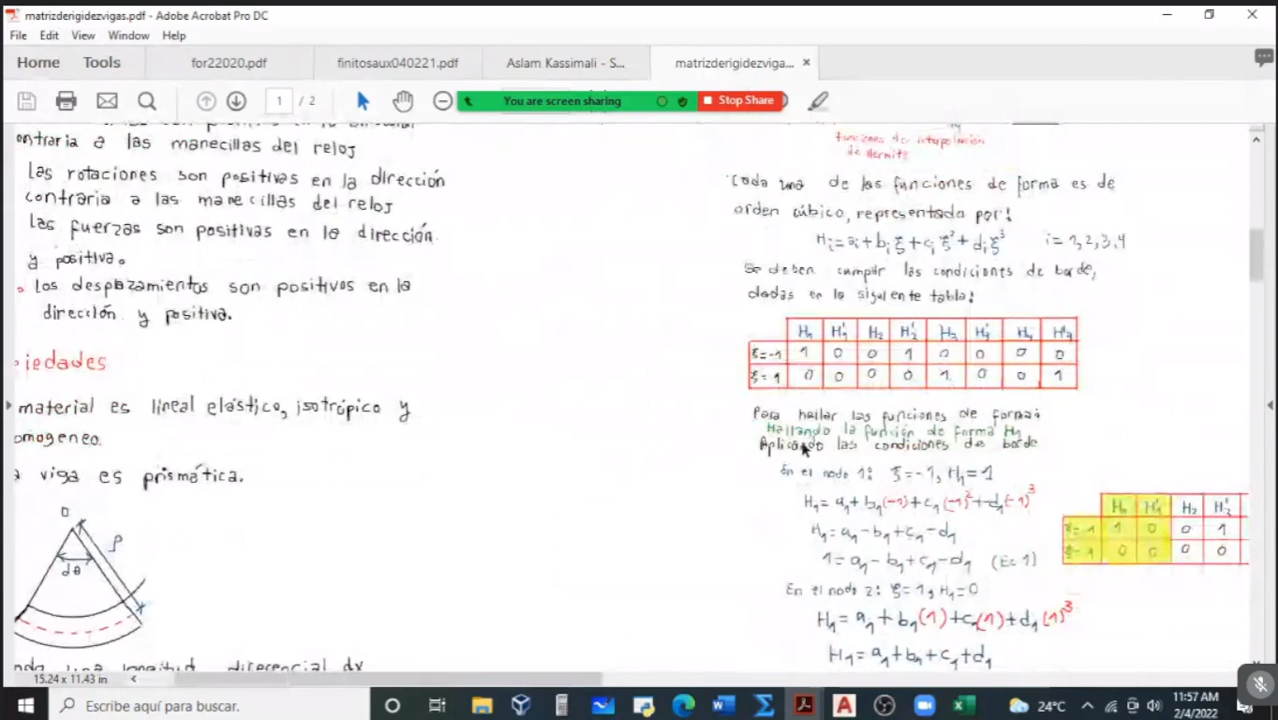 matrizderigidezvigas.pdf - Adobe Acrobat Pro DC
File Edit View Window Help
Home Tools for22020.pdf finitosaux040221.pdf Aslam Kassimali - S... matrizderigidezviga... ×
1 / 2 You are screen sharing Stop Share
ontraria a las manecillas del reloj
las rotaciones son positivas en la dirección
contraria a las manecillas del reloj
las fuerzas son positivas en la dirección
y positiva.
los desplazamientos son positivos en la
dirección y positiva.
iedades
material es lineal elástico, isotrópico y
omogeneo.
viga es prismática.
O
ρ
dθ
longitud diferencial dx
funciones de interpolación
de Hermite
Cada una de las funciones de forma es de
orden cúbico, representada por:
Hi=ai+biξ+ciξ²+diξ³ i=1,2,3,4
Se deben cumplir las condiciones de borde,
dadas en la siguiente tabla:
H1 H1' H2 H2' H3 H3' H4 H4'
ξ=-1 1 0 0 1 0 0 0 0
ξ=1 0 0 0 0 1 0 0 1
Para hallar las funciones de forma:
Hallando la función de forma H1
Aplicando las condiciones de borde
En el nodo 1: ξ=-1, H1=1
H1=a1+b1(-1)+c1(-1)²+d1(-1)³
H1=a1-b1+c1-d1
1=a1-b1+c1-d1 (Ec 1)
En el nodo 2: ξ=1, H1=0
H1=a1+b1(1)+c1(1)+d1(1)³
H1=a1+b1+c1+d1
H1 H1' H2 H2'
ξ=-1 1 0 0 1
ξ=1 0 0 0 0
15.24 x 11.43 in
Escribe aquí para buscar.
24°C
11:57 AM
2/4/2022